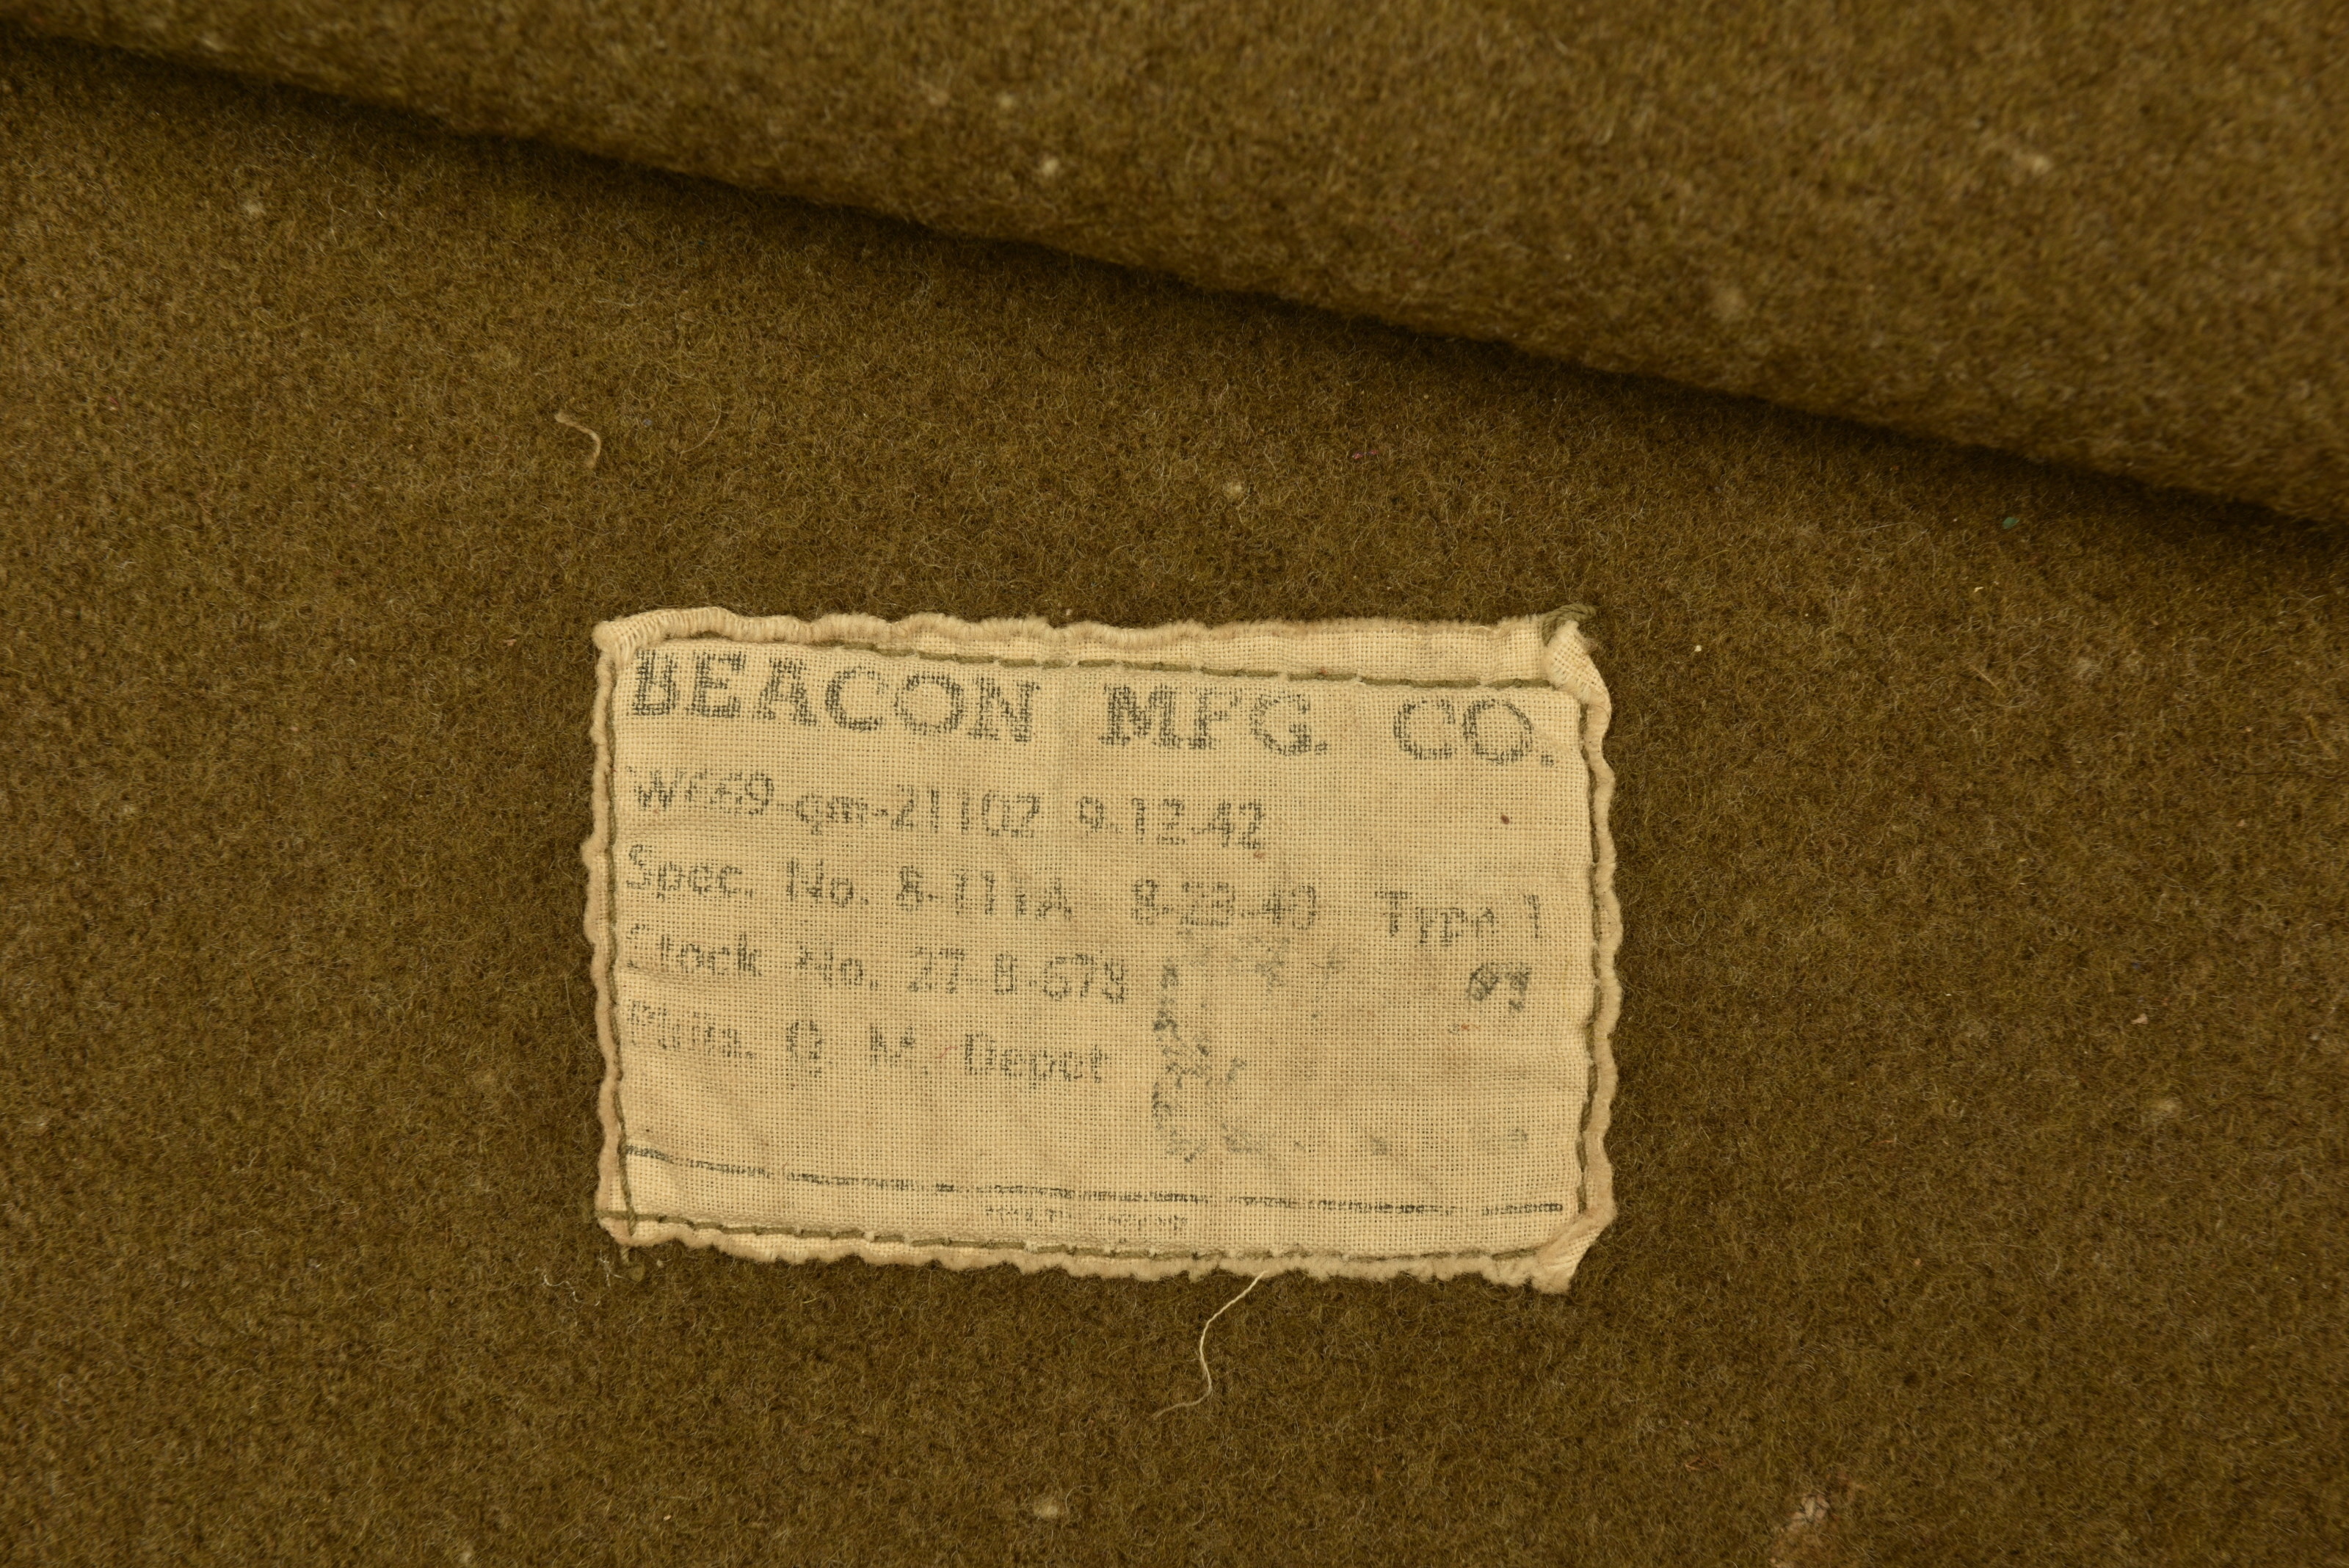 BEACON MFG. CO.
W669-qm-21102 9-12-42
Spec. No. 8-111A 8-23-40 Type 1
Stock No. 27-B-678
Phila. Q. M. Depot